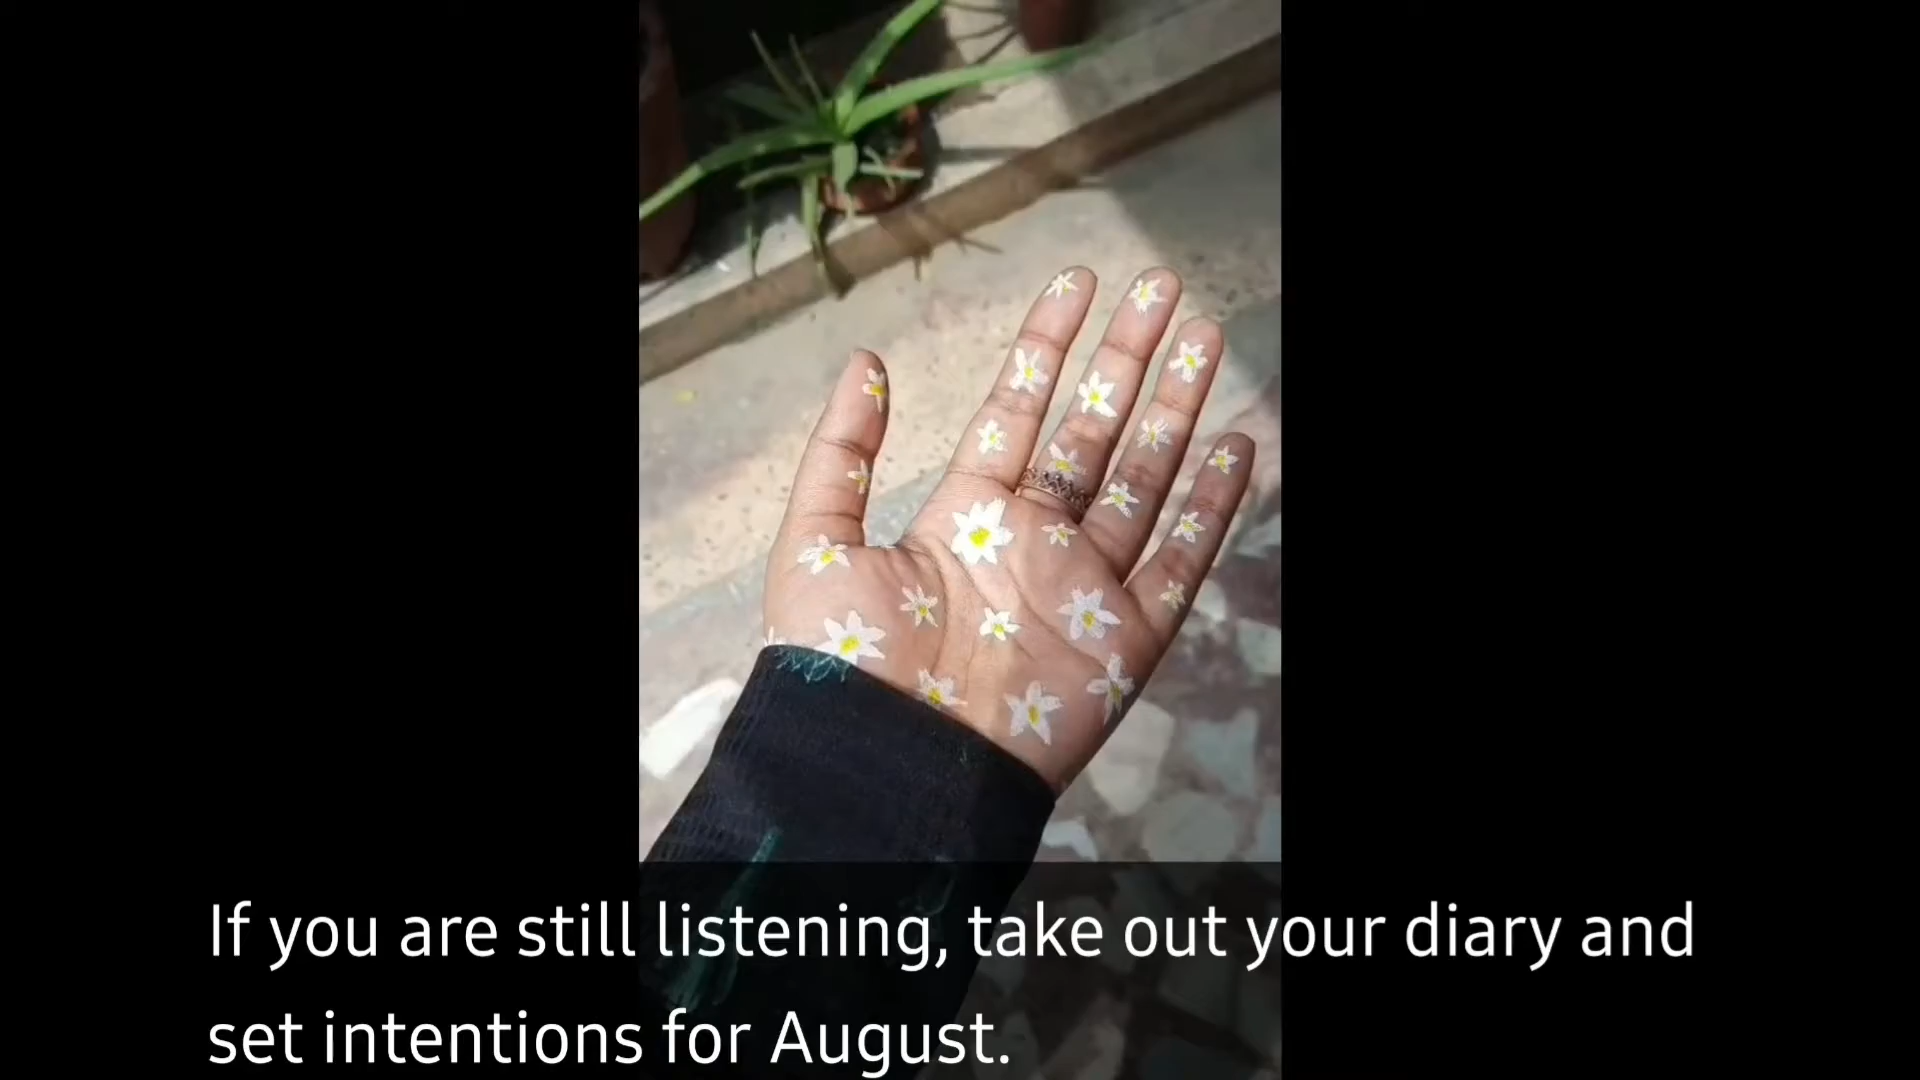 If you are still listening, take out your diary and
set intentions for August.